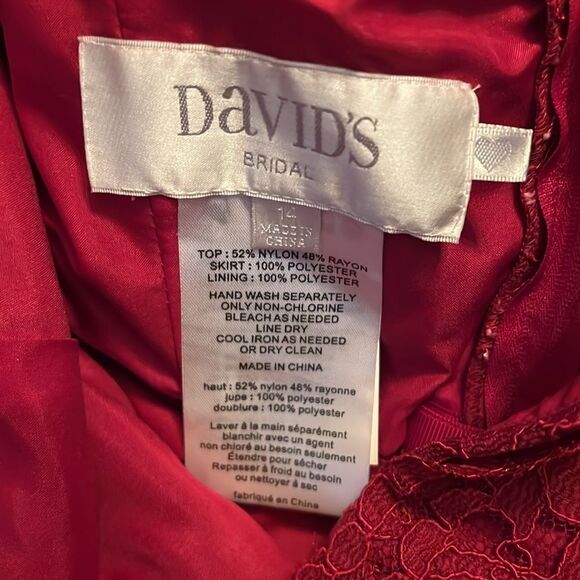 DaVID'S
BRIDAL
14
MADE IN
CHINA
TOP : 52% NYLON 48% RAYON
SKIRT : 100% POLYESTER
LINING : 100% POLYESTER
HAND WASH SEPARATELY
ONLY NON-CHLORINE
BLEACH AS NEEDED
LINE DRY
COOL IRON AS NEEDED
OR DRY CLEAN
MADE IN CHINA
haut : 52% nylon 48% rayonne
jupe : 100% polyester
doublure : 100% polyester
Laver à la main séparément
blanchir avec un agent
non chloré au besoin seulement
Étendre pour sécher
Repasser à froid au besoin
ou nettoyer à sec
fabriqué en China